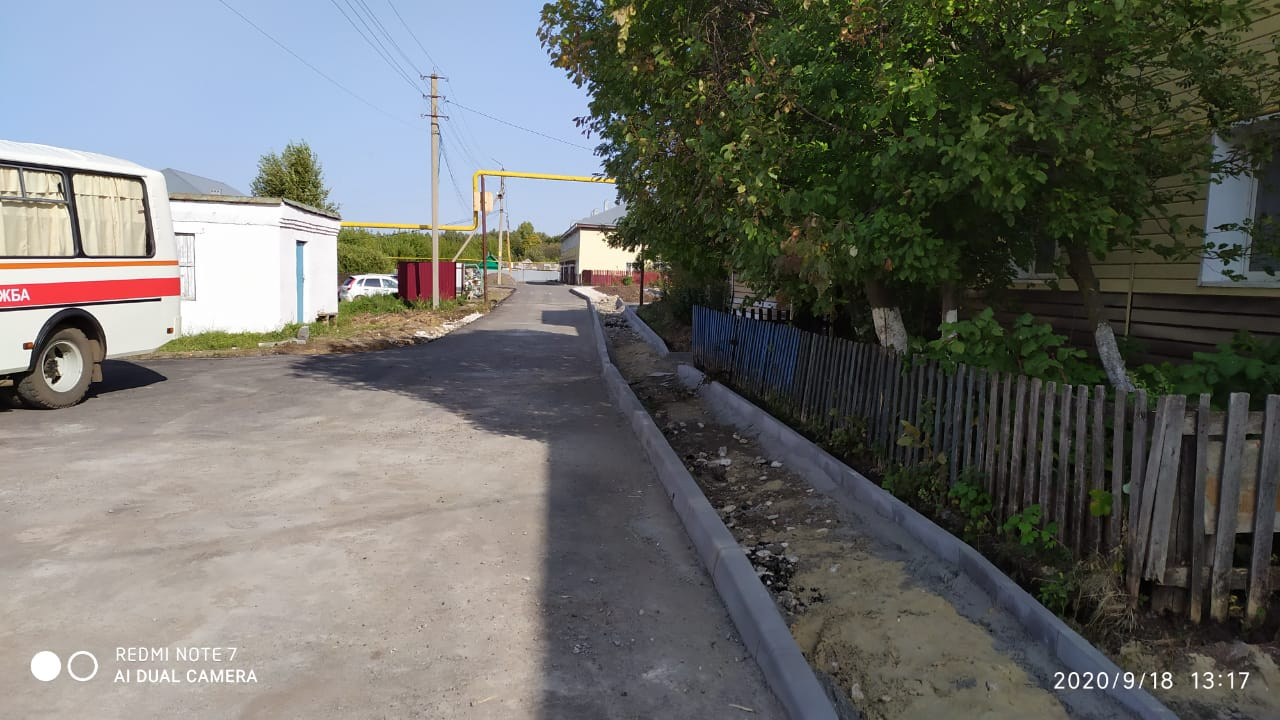 ЖБА
REDMI NOTE 7
AI DUAL CAMERA
2020/9/18 13:17